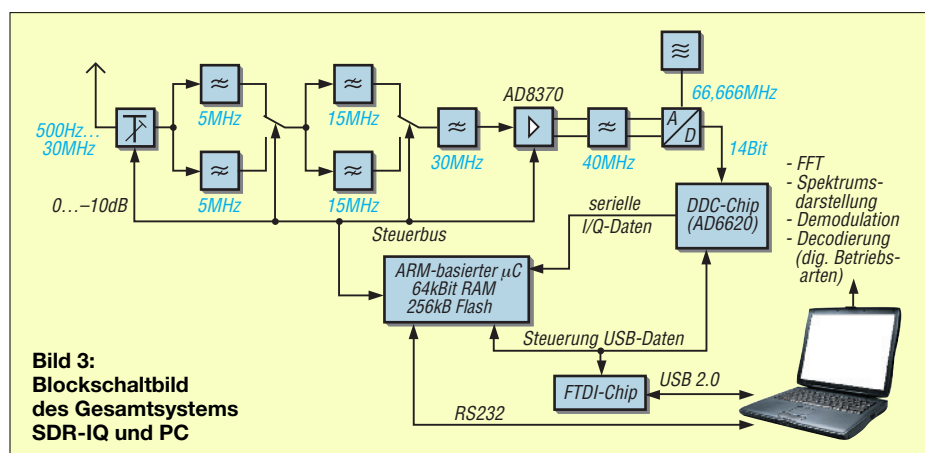 500Hz…
30MHz
0…–10dB
5MHz
5MHz
15MHz
15MHz
30MHz
AD8370
40MHz
66,666MHz
A
D
14Bit
Steuerbus
serielle
I/Q-Daten
DDC-Chip
(AD6620)
- FFT
- Spektrums-
darstellung
- Demodulation
- Decodierung
(dig. Betriebs-
arten)
ARM-basierter µC
64kBit RAM
256kB Flash
Steuerung USB-Daten
FTDI-Chip
USB 2.0
RS232
Bild 3:
Blockschaltbild
des Gesamtsystems
SDR-IQ und PC